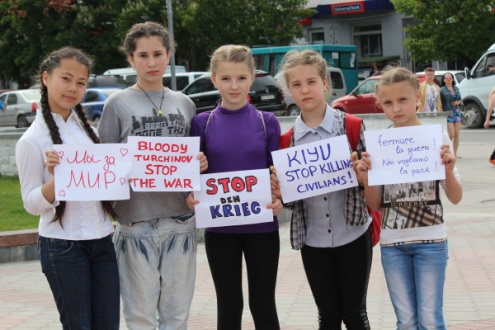 Мы за
МИР
BLOODY
TURCHINOV
STOP
THE WAR
STOP
DEN
KRIEG
KIYU
STOP KILLING
CIVILIANS!
fermare
la guerra
Noi vogliamo
la pace